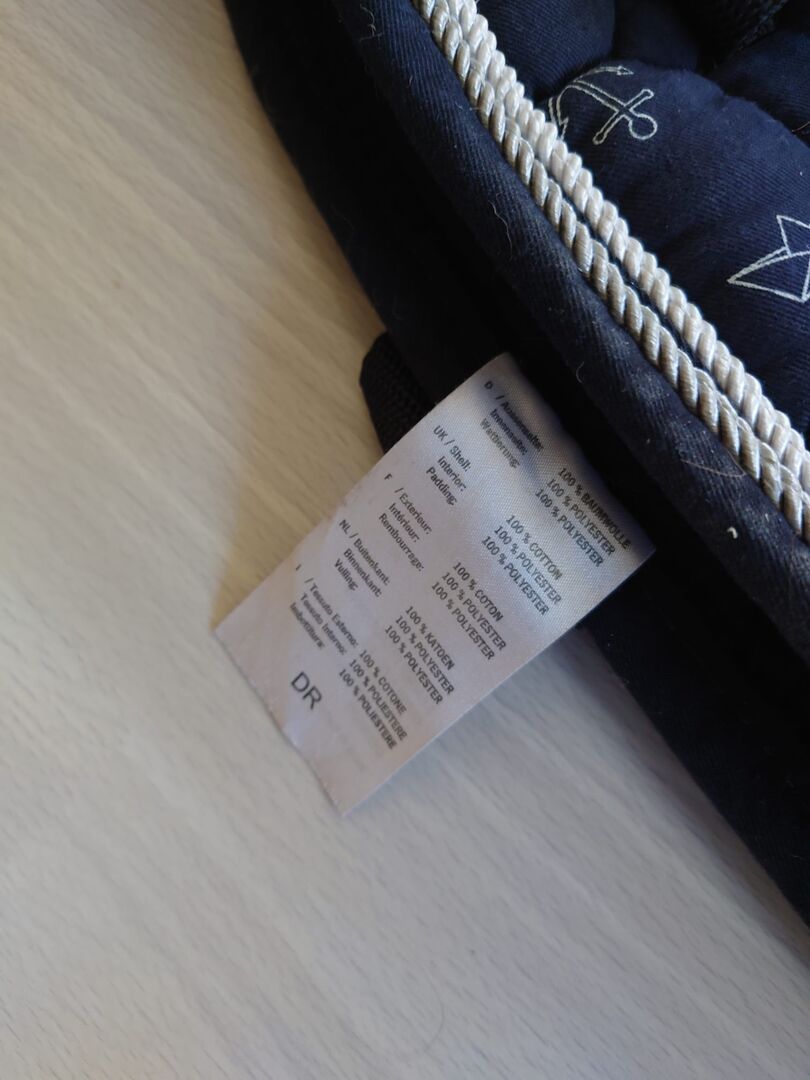 D / Aussenseite: 100 % BAUMWOLLE
Innenseite: 100 % POLYESTER
Wattierung: 100 % POLYESTER
UK / Shell: 100 % COTTON
Interior: 100 % POLYESTER
Padding: 100 % POLYESTER
F / Exterieur: 100 % COTON
Intérieur: 100 % POLYESTER
Rembourrage: 100 % POLYESTER
NL / Buitenkant: 100 % KATOEN
Binnenkant: 100 % POLYESTER
Vulling: 100 % POLYESTER
I / Tessuto Esterno: 100 % COTONE
Tessuto Interno: 100 % POLIESTERE
Imbottitura: 100 % POLIESTERE
DR